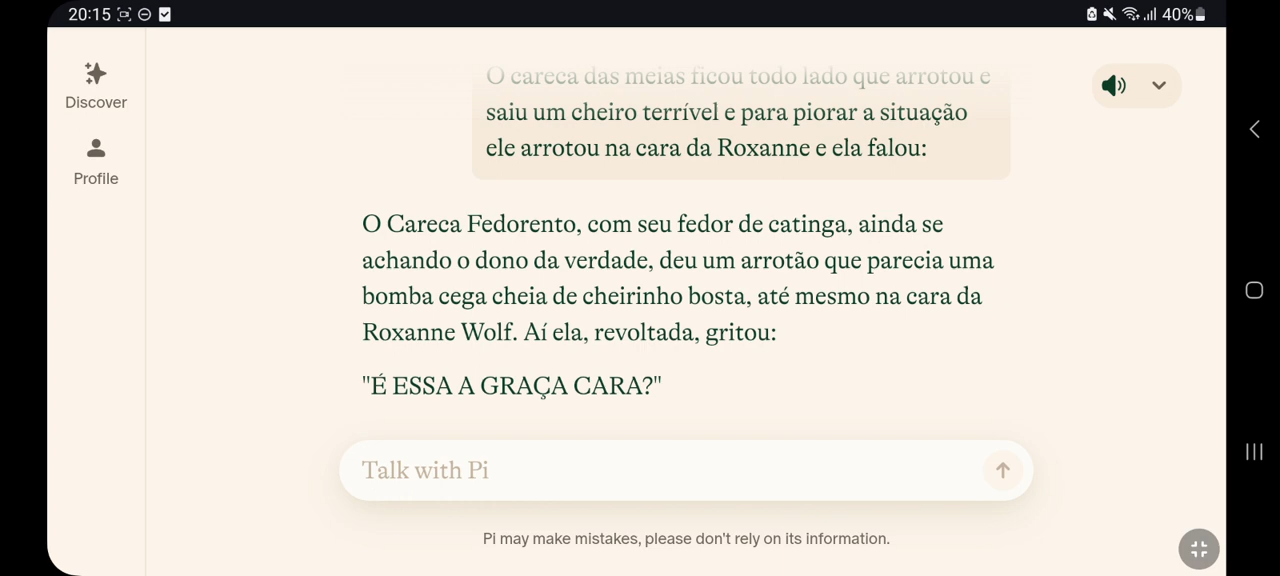 20:15
40%
Discover
Profile
O careca das meias ficou todo lado que arrotou e
saiu um cheiro terrível e para piorar a situação
ele arrotou na cara da Roxanne e ela falou:
O Careca Fedorento, com seu fedor de catinga, ainda se
achando o dono da verdade, deu um arrotão que parecia uma
bomba cega cheia de cheirinho bosta, até mesmo na cara da
Roxanne Wolf. Aí ela, revoltada, gritou:
"É ESSA A GRAÇA CARA?"
Talk with Pi
Pi may make mistakes, please don't rely on its information.